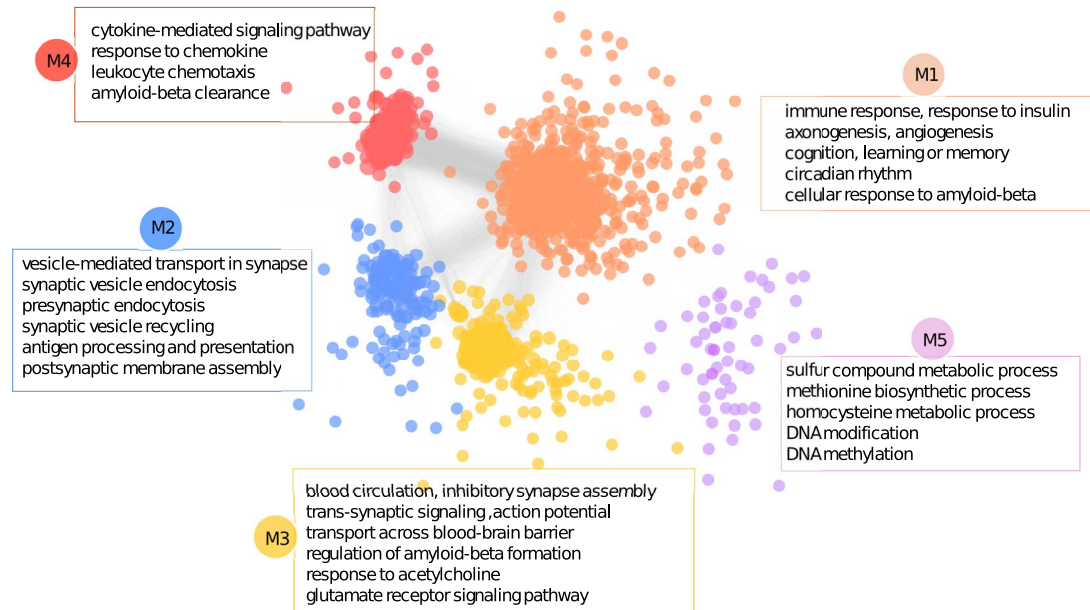 M4
cytokine-mediated signaling pathway
response to chemokine
leukocyte chemotaxis
amyloid-beta clearance
M1
immune response, response to insulin
axonogenesis, angiogenesis
cognition, learning or memory
circadian rhythm
cellular response to amyloid-beta
M2
vesicle-mediated transport in synapse
synaptic vesicle endocytosis
presynaptic endocytosis
synaptic vesicle recycling
antigen processing and presentation
postsynaptic membrane assembly
M5
sulfur compound metabolic process
methionine biosynthetic process
homocysteine metabolic process
DNA modification
DNA methylation
M3
blood circulation, inhibitory synapse assembly
trans-synaptic signaling ,action potential
transport across blood-brain barrier
regulation of amyloid-beta formation
response to acetylcholine
glutamate receptor signaling pathway